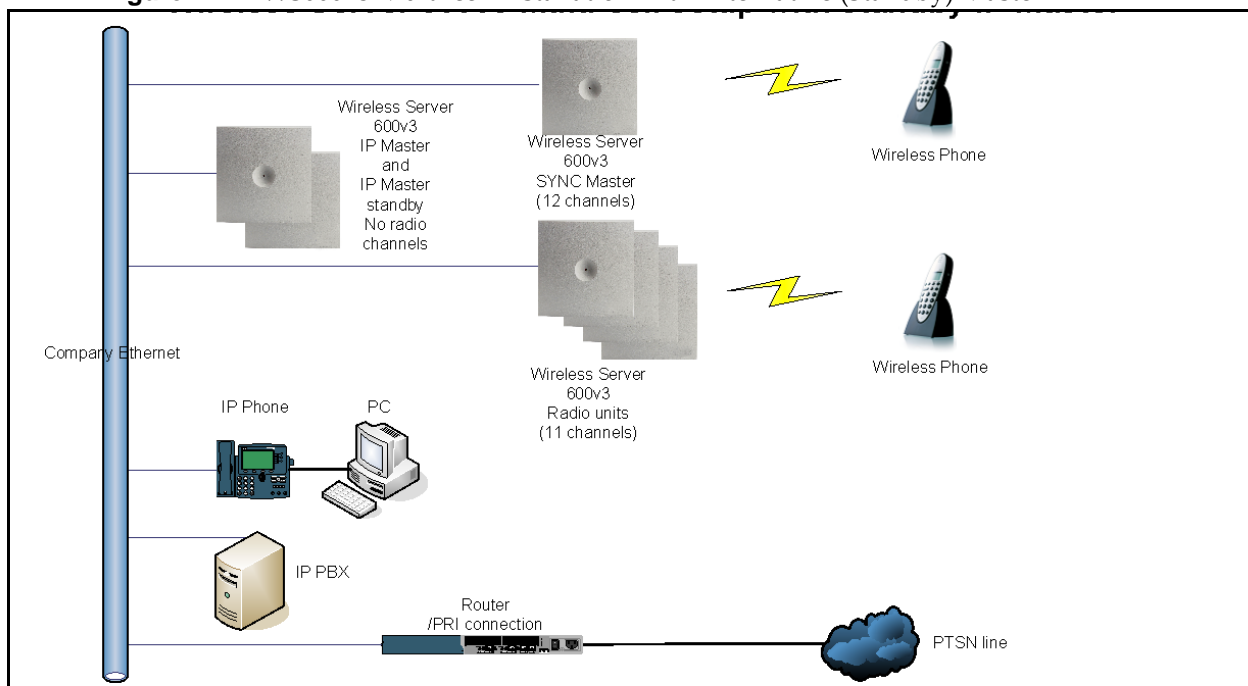 Figure
(Standby)
Wireless Server
600v3
IP Master
and
IP Master
standby
No radio
channels
Wireless Server
600v3
SYNC Master
(12 channels)
Wireless Phone
Company Ethernet
Wireless Server
600v3
Radio units
(11 channels)
Wireless Phone
IP Phone
PC
IP PBX
Router
/PRI connection
PTSN line